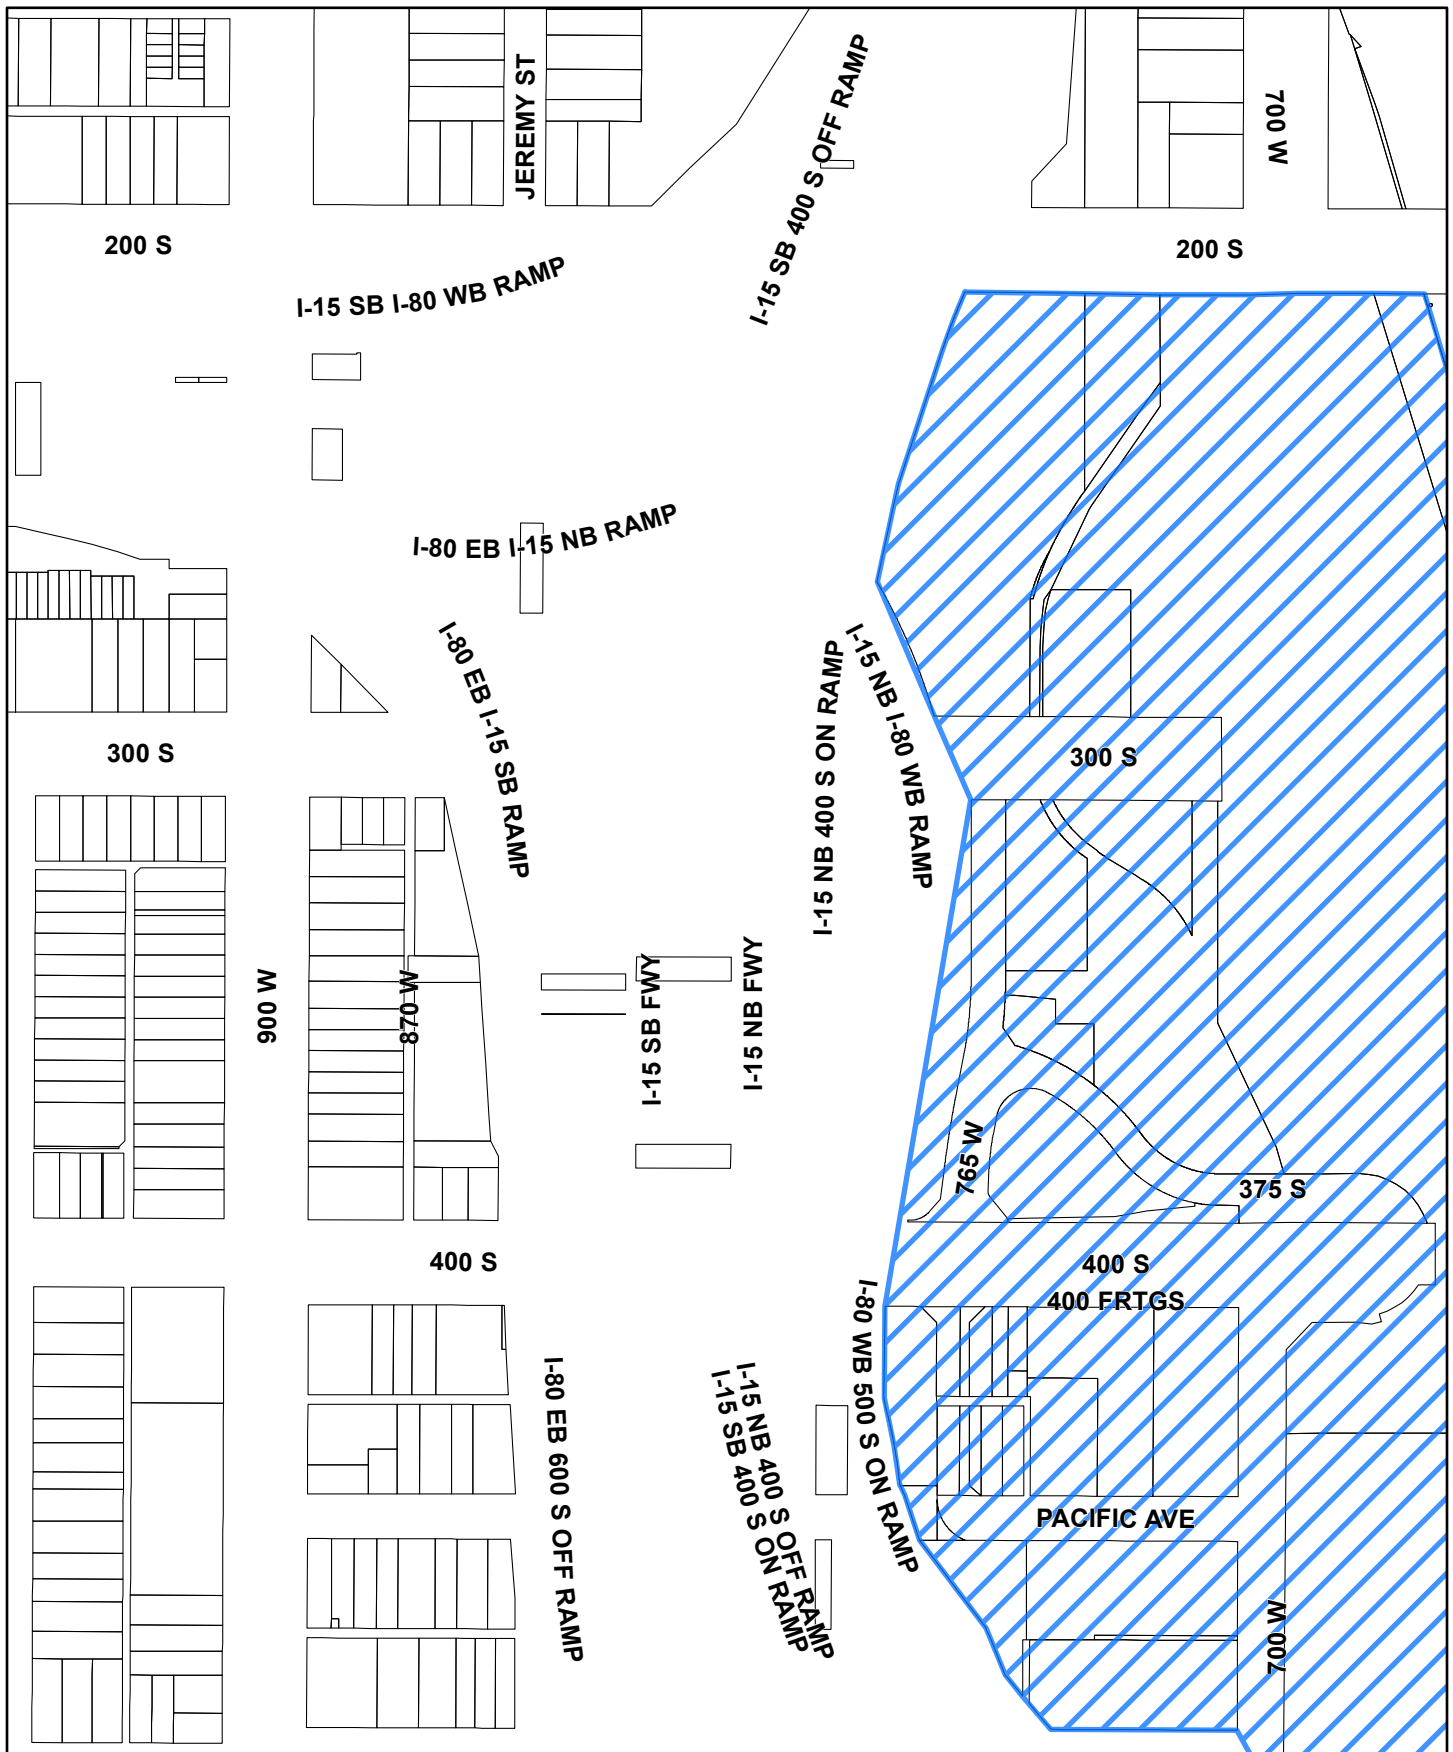 JEREMY ST
I-15 SB 400 S OFF RAMP
700 W
200 S
200 S
I-15 SB I-80 WB RAMP
I-80 EB I-15 NB RAMP
I-80 EB I-15 SB RAMP
I-15 NB 400 S ON RAMP
I-15 NB I-80 WB RAMP
300 S
300 S
900 W
870 W
I-15 SB FWY
I-15 NB FWY
765 W
375 S
400 S
400 S
400 FRTGS
I-80 EB 600 S OFF RAMP
I-15 NB 400 S OFF RAMP
I-15 SB 400 S ON RAMP
I-80 WB 500 S ON RAMP
PACIFIC AVE
700 W